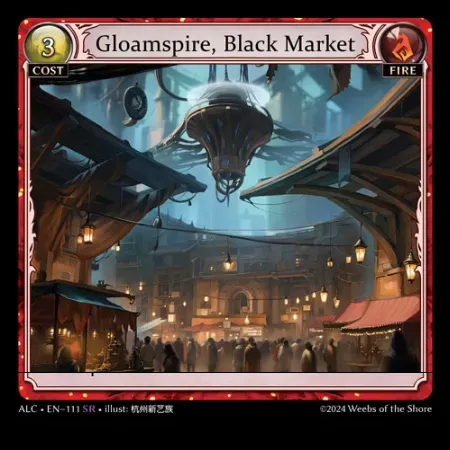 3
Gloamspire, Black Market
COST
FIRE
ALC • EN-111 SR • illust: 杭州新艺族
©2024 Weebs of the Shore